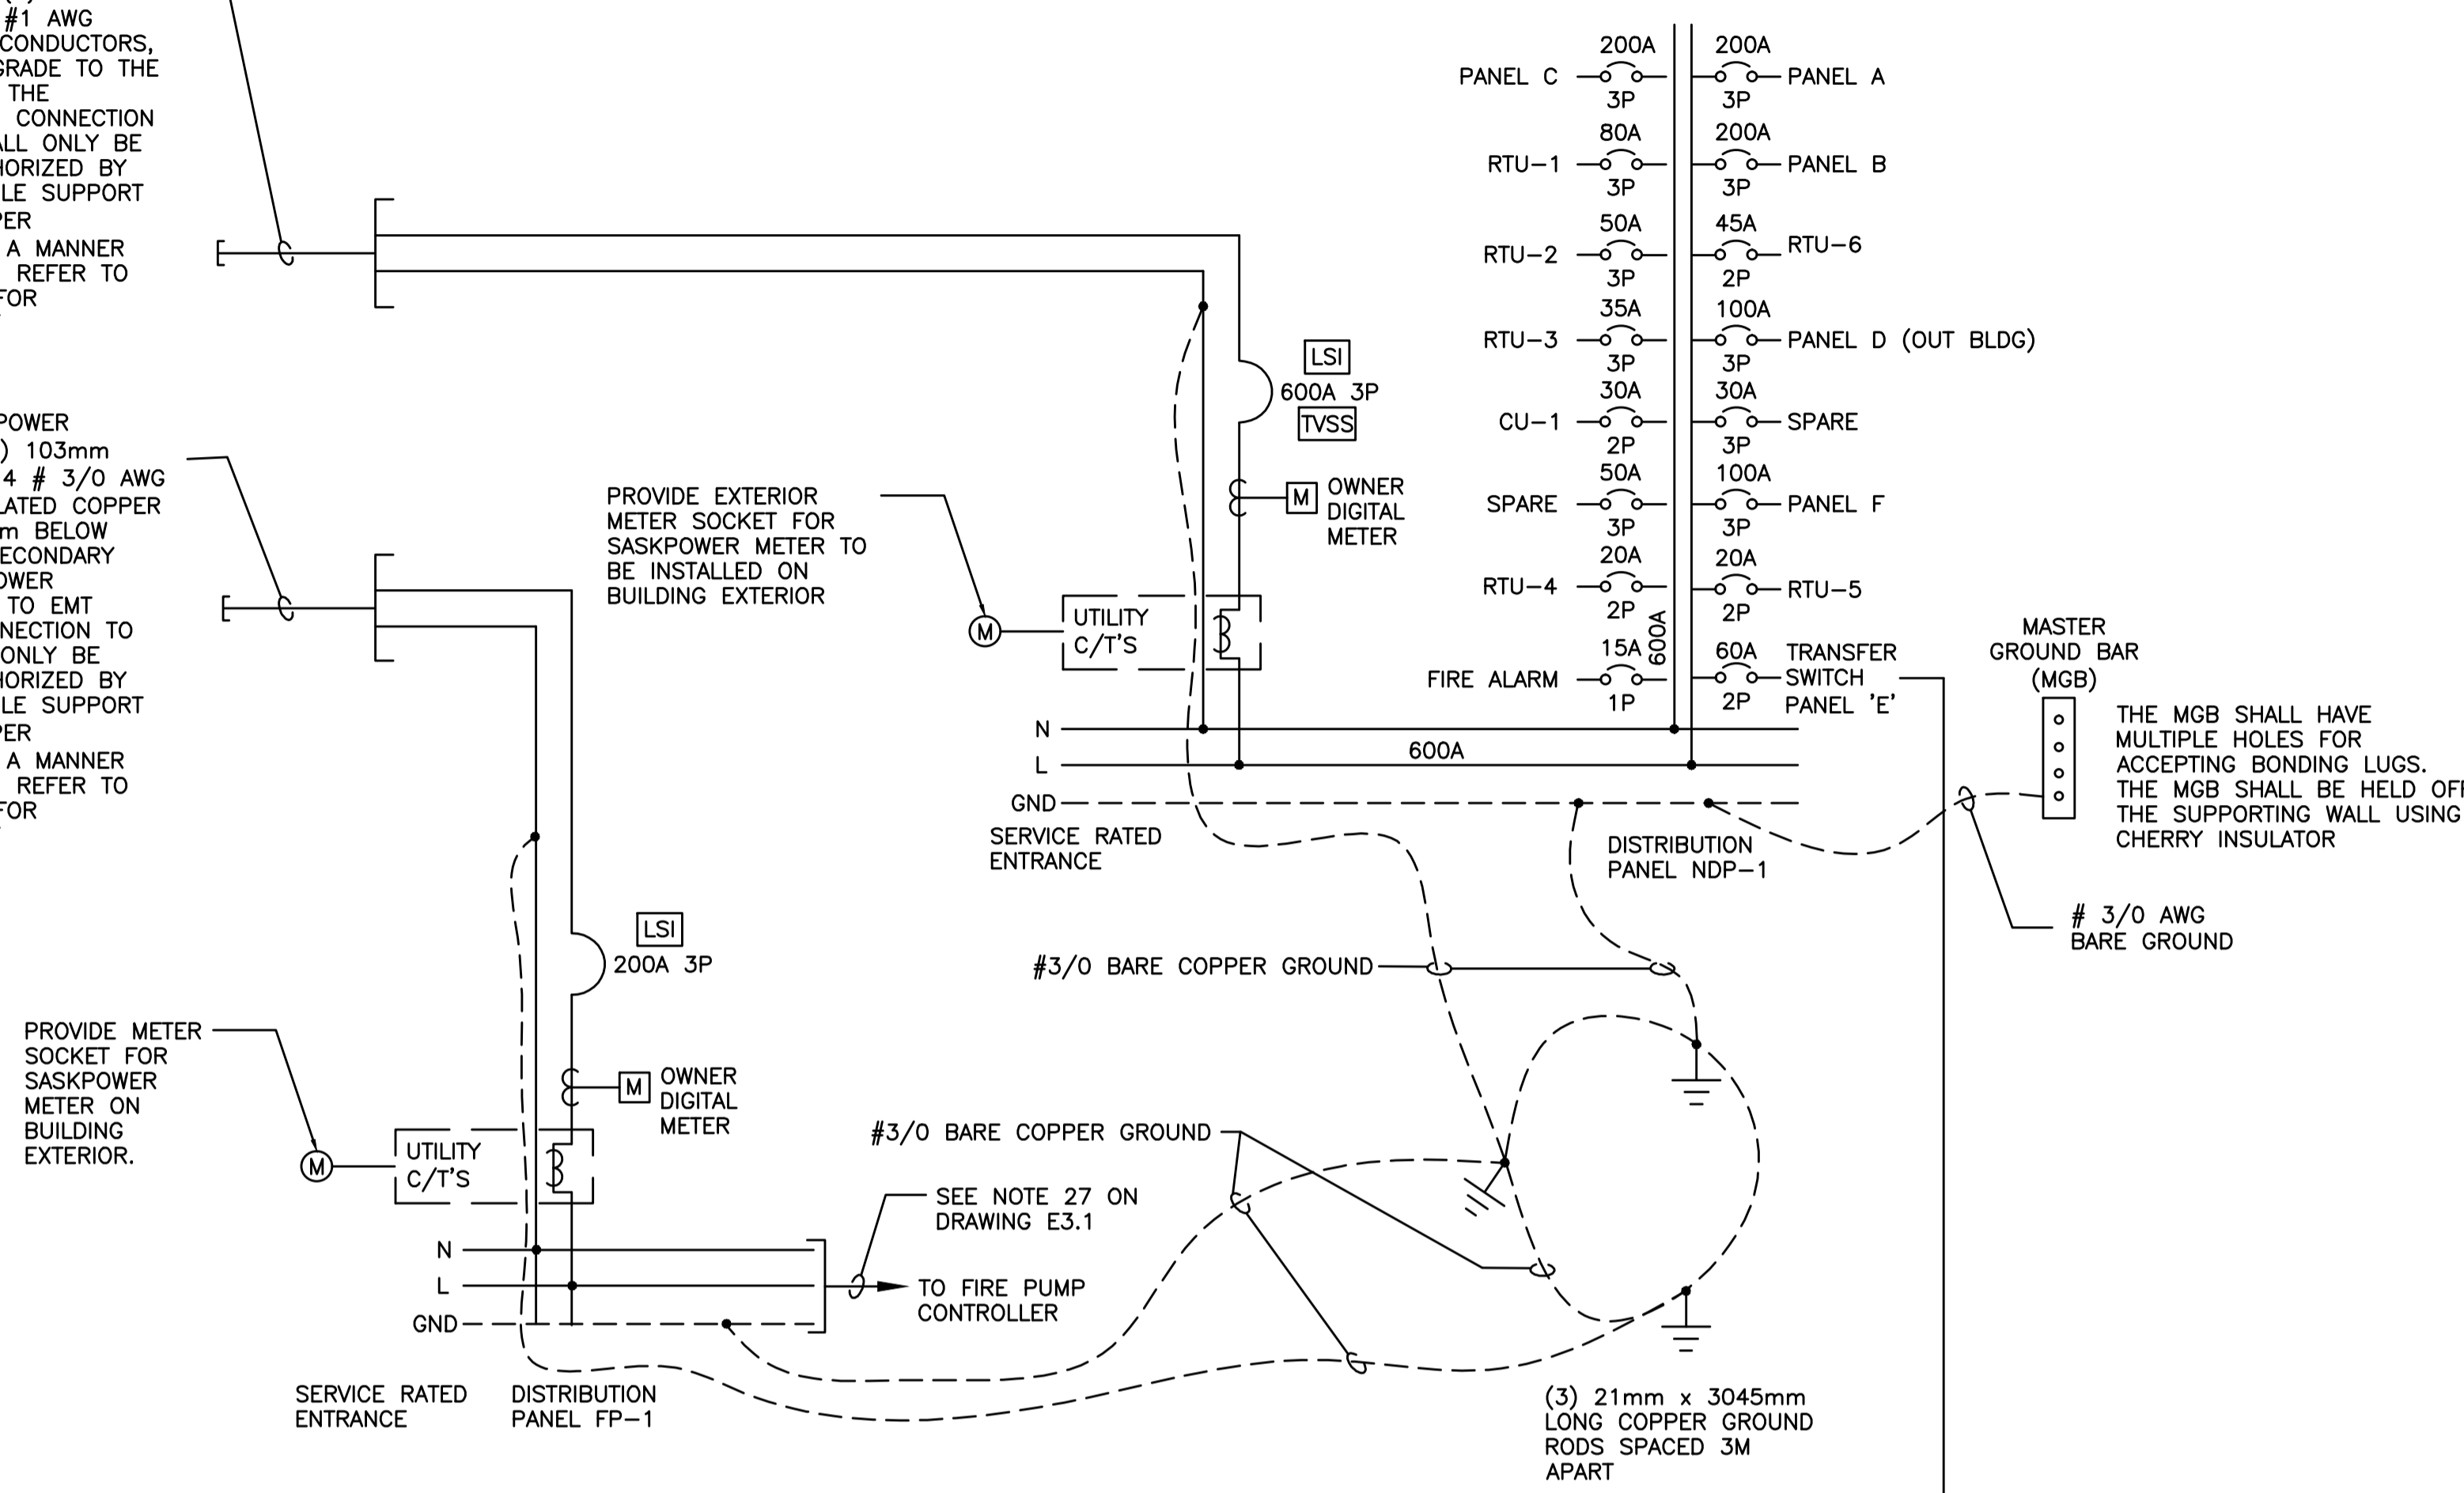 #1 AWG
CONDUCTORS,
GRADE TO THE
THE
CONNECTION
ALL ONLY BE
HORIZED BY
LE SUPPORT
PER
A MANNER
REFER TO
FOR
POWER
) 103mm
4 # 3/0 AWG
LATED COPPER
m BELOW
SECONDARY
OWER
TO EMT
NECTION TO
ONLY BE
HORIZED BY
LE SUPPORT
PER
A MANNER
REFER TO
FOR
LSI
600A 3P
TVSS
M
OWNER
DIGITAL
METER
PROVIDE EXTERIOR
METER SOCKET FOR
SASKPOWER METER TO
BE INSTALLED ON
BUILDING EXTERIOR
M
UTILITY
C/T'S
N
L
600A
GND
SERVICE RATED
ENTRANCE
DISTRIBUTION
PANEL NDP-1
200A 200A
PANEL C PANEL A
3P 3P
80A 200A
RTU-1 PANEL B
3P 3P
50A 45A
RTU-2 RTU-6
3P 2P
35A 100A
RTU-3 PANEL D (OUT BLDG)
3P 3P
30A 30A
CU-1 SPARE
2P 3P
50A 100A
SPARE PANEL F
3P 3P
20A 20A
RTU-4 RTU-5
2P 2P
600A
15A 60A
FIRE ALARM
1P 2P
TRANSFER
SWITCH
PANEL 'E'
MASTER
GROUND BAR
(MGB)
THE MGB SHALL HAVE
MULTIPLE HOLES FOR
ACCEPTING BONDING LUGS.
THE MGB SHALL BE HELD OFF
THE SUPPORTING WALL USING
CHERRY INSULATOR
# 3/0 AWG
BARE GROUND
#3/0 BARE COPPER GROUND
LSI
200A 3P
PROVIDE METER
SOCKET FOR
SASKPOWER
METER ON
BUILDING
EXTERIOR.
M
OWNER
DIGITAL
METER
M
UTILITY
C/T'S
#3/0 BARE COPPER GROUND
SEE NOTE 27 ON
DRAWING E3.1
N
L
GND
TO FIRE PUMP
CONTROLLER
SERVICE RATED
ENTRANCE
DISTRIBUTION
PANEL FP-1
(3) 21mm x 3045mm
LONG COPPER GROUND
RODS SPACED 3M
APART